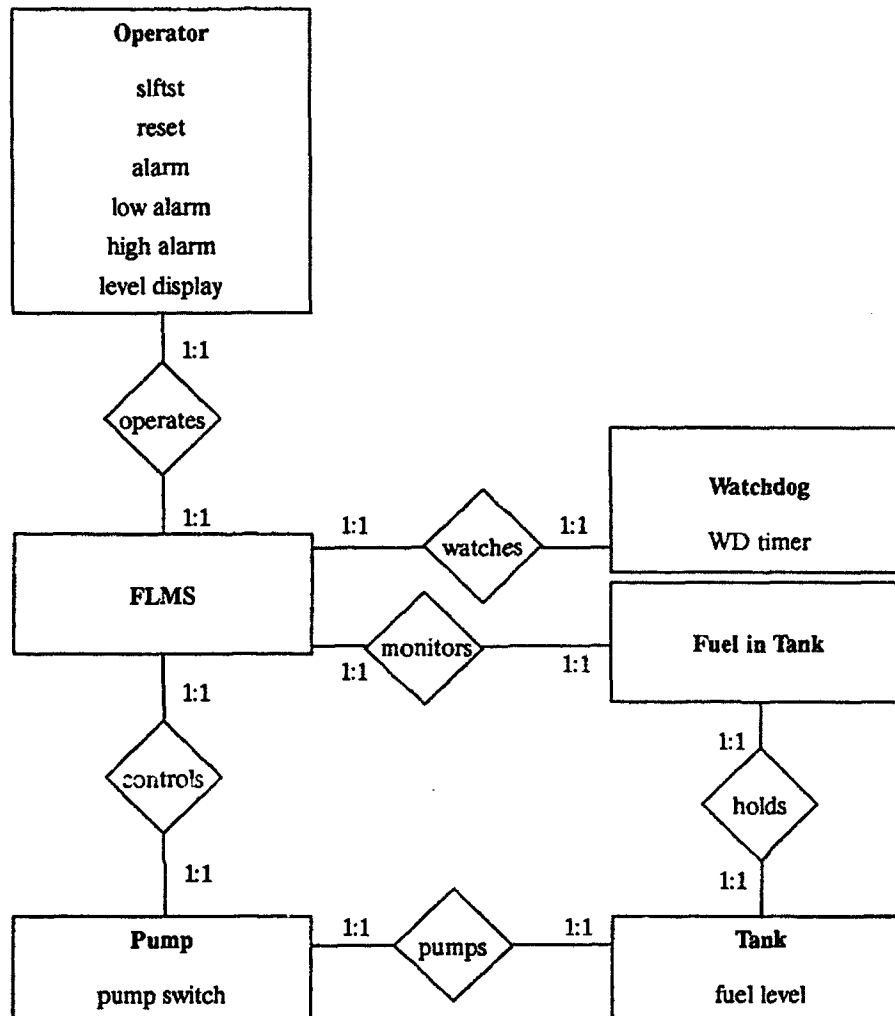 Operator
slftst
reset
alarm
low alarm
high alarm
level display
1:1
operates
1:1
1:1
watches
1:1
Watchdog
WD timer
FLMS
1:1
monitors
1:1
Fuel in Tank
1:1
controls
1:1
1:1
holds
1:1
Pump
pump switch
1:1
pumps
1:1
Tank
fuel level